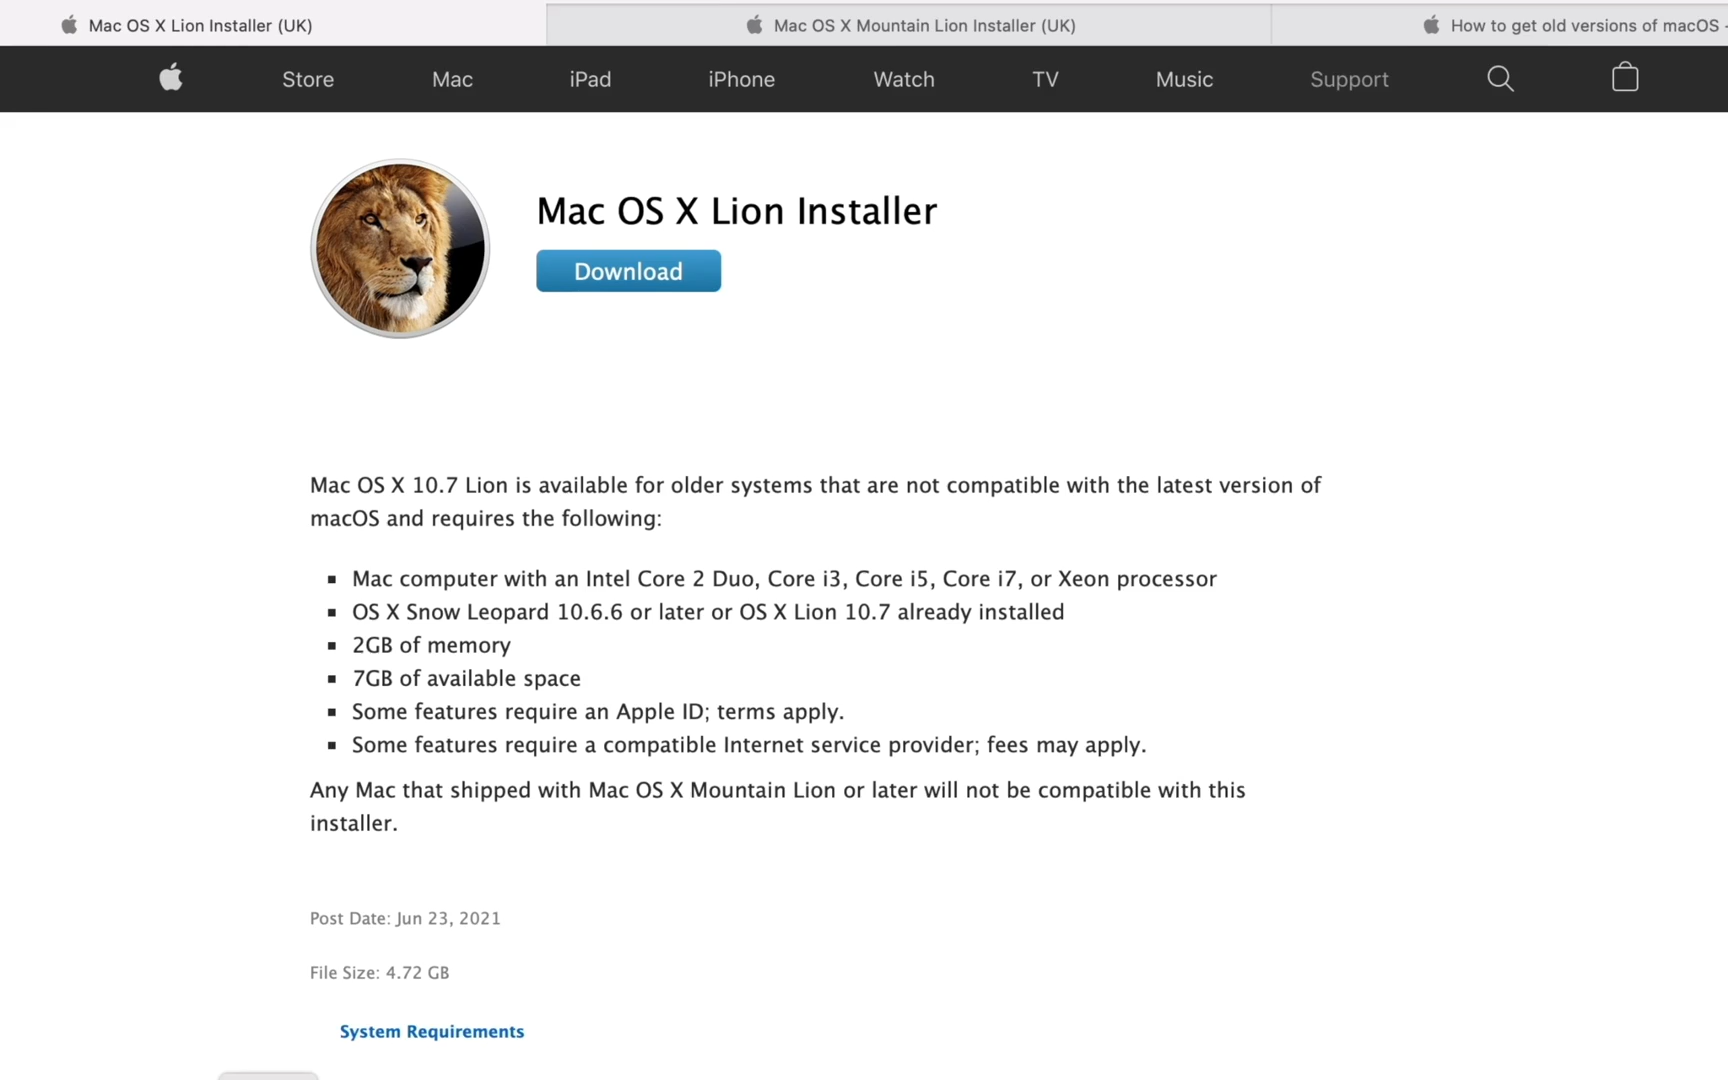 Mac OS X Lion Installer (UK)
Mac OS X Mountain Lion Installer (UK)
How to get old versions of macOS -
Store
Mac
iPad
iPhone
Watch
TV
Music
Support
Mac OS X Lion Installer
Download
Mac OS X 10.7 Lion is available for older systems that are not compatible with the latest version of
macOS and requires the following:
Mac computer with an Intel Core 2 Duo, Core i3, Core i5, Core i7, or Xeon processor
OS X Snow Leopard 10.6.6 or later or OS X Lion 10.7 already installed
2GB of memory
7GB of available space
Some features require an Apple ID; terms apply.
Some features require a compatible Internet service provider; fees may apply.
Any Mac that shipped with Mac OS X Mountain Lion or later will not be compatible with this
installer.
Post Date: Jun 23, 2021
File Size: 4.72 GB
System Requirements